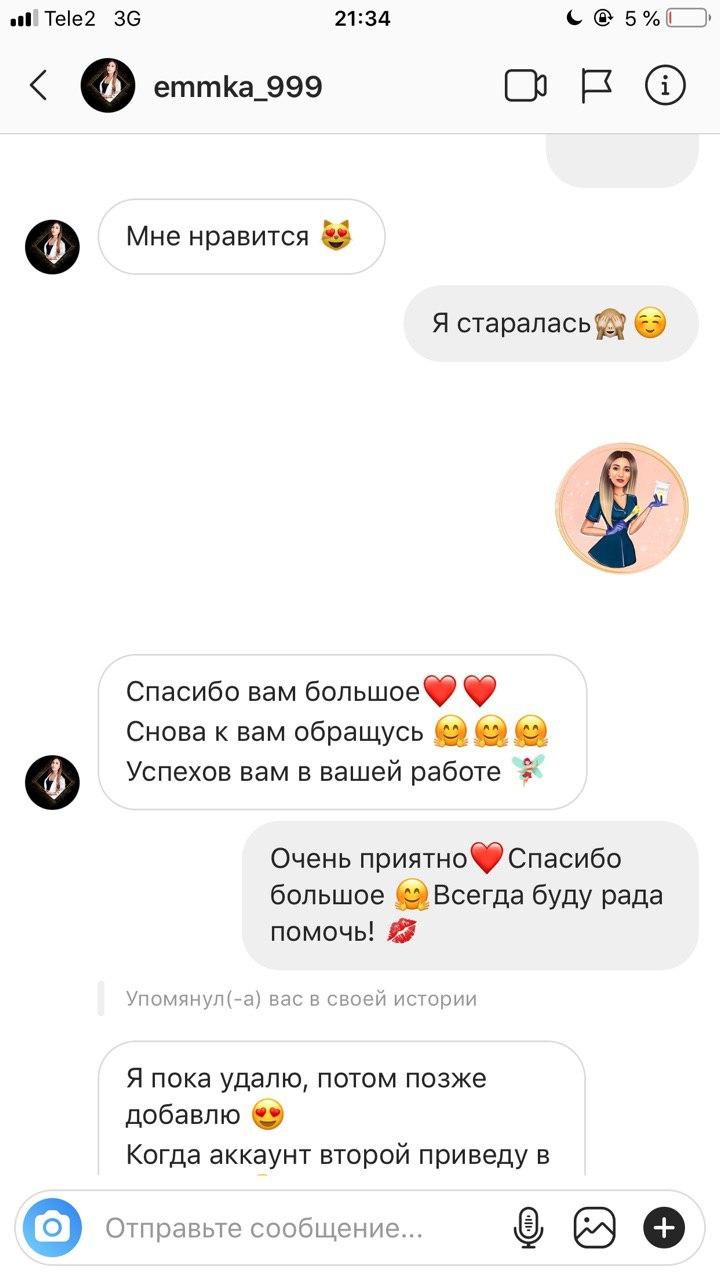 Tele2 3G 21:34 5 %
emmka_999
Мне нравится 😻
Я старалась🙈☺️
Спасибо вам большое❤️❤️
Снова к вам обращусь 🤗🤗🤗
Успехов вам в вашей работе 🧚
Очень приятно❤️Спасибо
большое 🤗Всегда буду рада
помочь! 💋
Упомянул(-а) вас в своей истории
Я пока удалю, потом позже
добавлю 😍
Когда аккаунт второй приведу в
Отправьте сообщение...